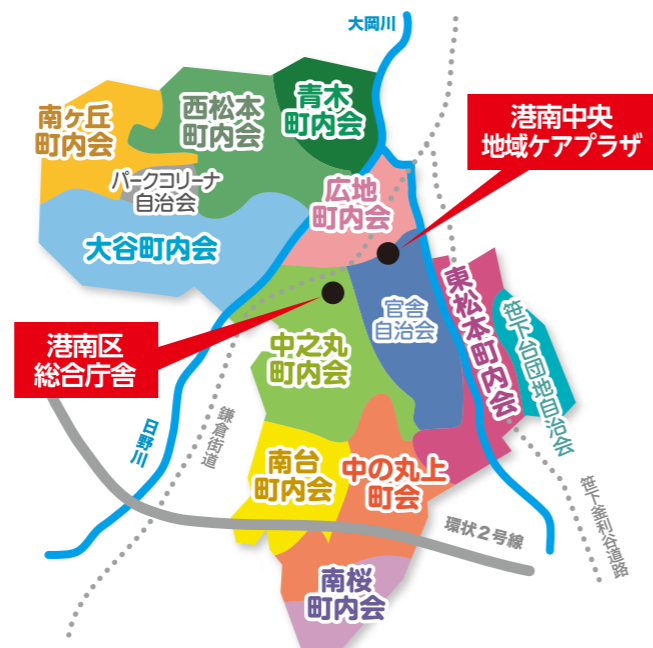 大岡川
青木
町内会
西松本
町内会
南ヶ丘
町内会
港南中央
地域ケアプラザ
パークコリーナ
自治会
広地
町内会
大谷町内会
東松本町内会
官舎
自治会
笹下台団地自治会
港南区
総合庁舎
中之丸
町内会
日野川
鎌倉街道
南台
町内会
中の丸上
町会
笹下釜利谷道路
環状2号線
南桜
町内会